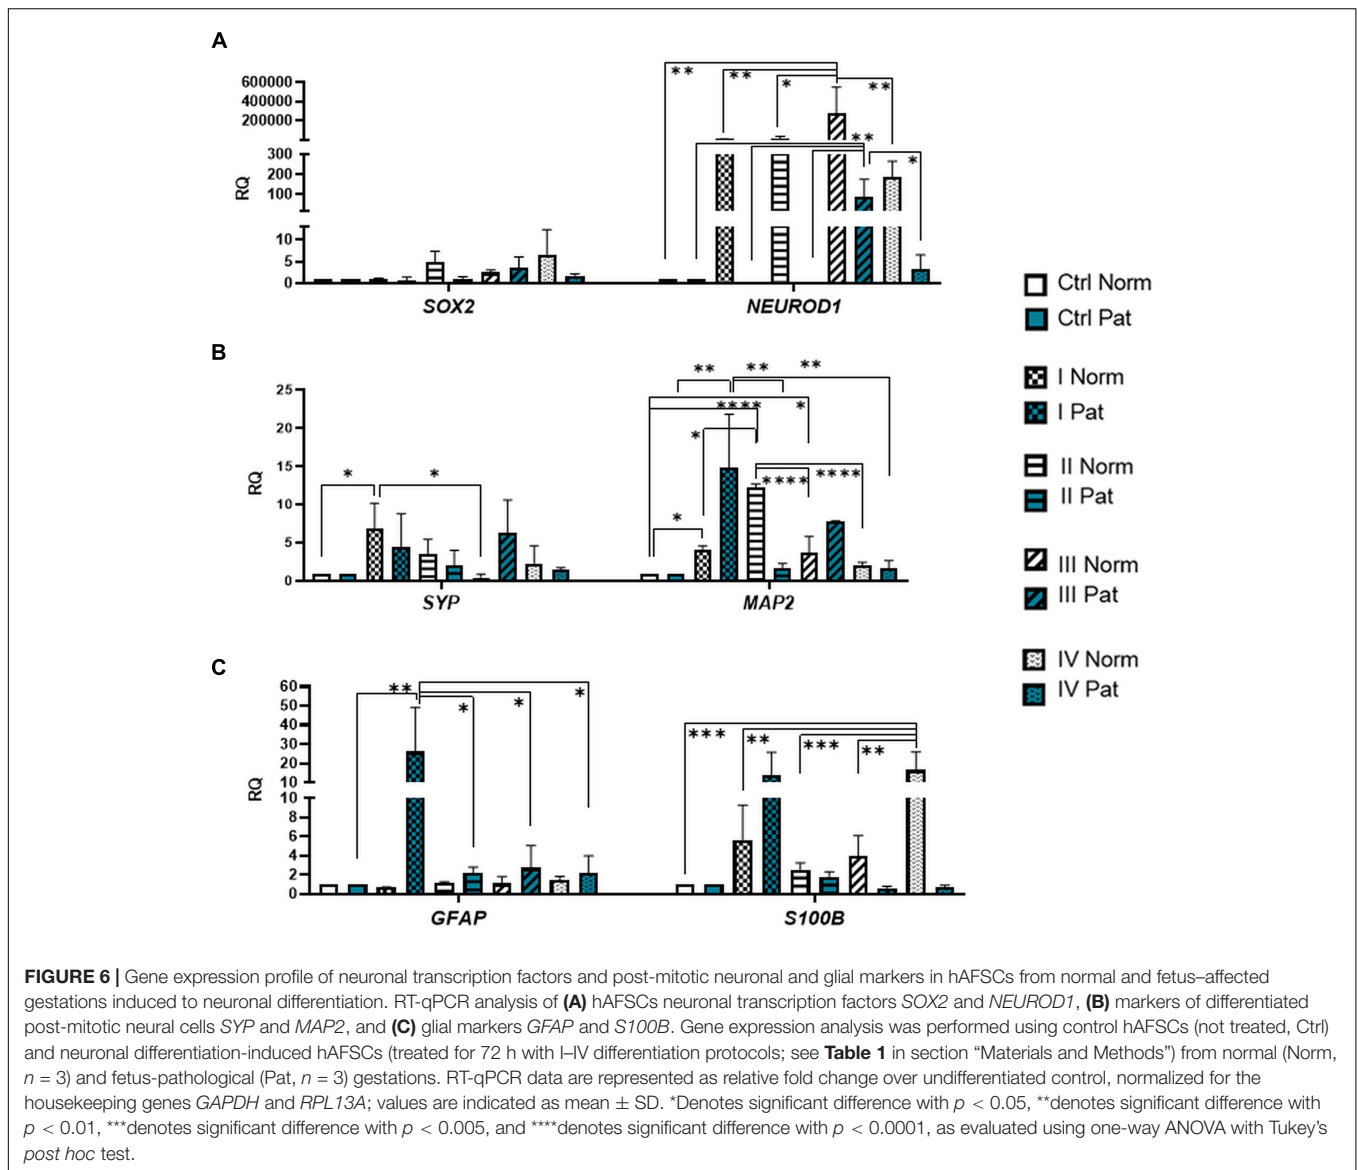 A
600000
400000
200000
300
200
100
10
5
0
RQ
** ** * ** ** *
SOX2 NEUROD1
B
25
20
15
10
5
0
RQ
* * ** ** ** **** * * **** **** *
SYP MAP2
C
60
50
40
30
20
10
10
8
6
4
2
0
RQ
** * * * *** ** *** **
GFAP S100B
Ctrl Norm
Ctrl Pat
I Norm
I Pat
II Norm
II Pat
III Norm
III Pat
IV Norm
IV Pat
FIGURE 6 | Gene expression profile of neuronal transcription factors and post-mitotic neuronal and glial markers in hAFSCs from normal and fetus–affected
gestations induced to neuronal differentiation. RT-qPCR analysis of (A) hAFSCs neuronal transcription factors SOX2 and NEUROD1, (B) markers of differentiated
post-mitotic neural cells SYP and MAP2, and (C) glial markers GFAP and S100B. Gene expression analysis was performed using control hAFSCs (not treated, Ctrl)
and neuronal differentiation-induced hAFSCs (treated for 72 h with I–IV differentiation protocols; see Table 1 in section “Materials and Methods”) from normal (Norm,
n = 3) and fetus-pathological (Pat, n = 3) gestations. RT-qPCR data are represented as relative fold change over undifferentiated control, normalized for the
housekeeping genes GAPDH and RPL13A; values are indicated as mean ± SD. *Denotes significant difference with p < 0.05, **denotes significant difference with
p < 0.01, ***denotes significant difference with p < 0.005, and ****denotes significant difference with p < 0.0001, as evaluated using one-way ANOVA with Tukey’s
post hoc test.